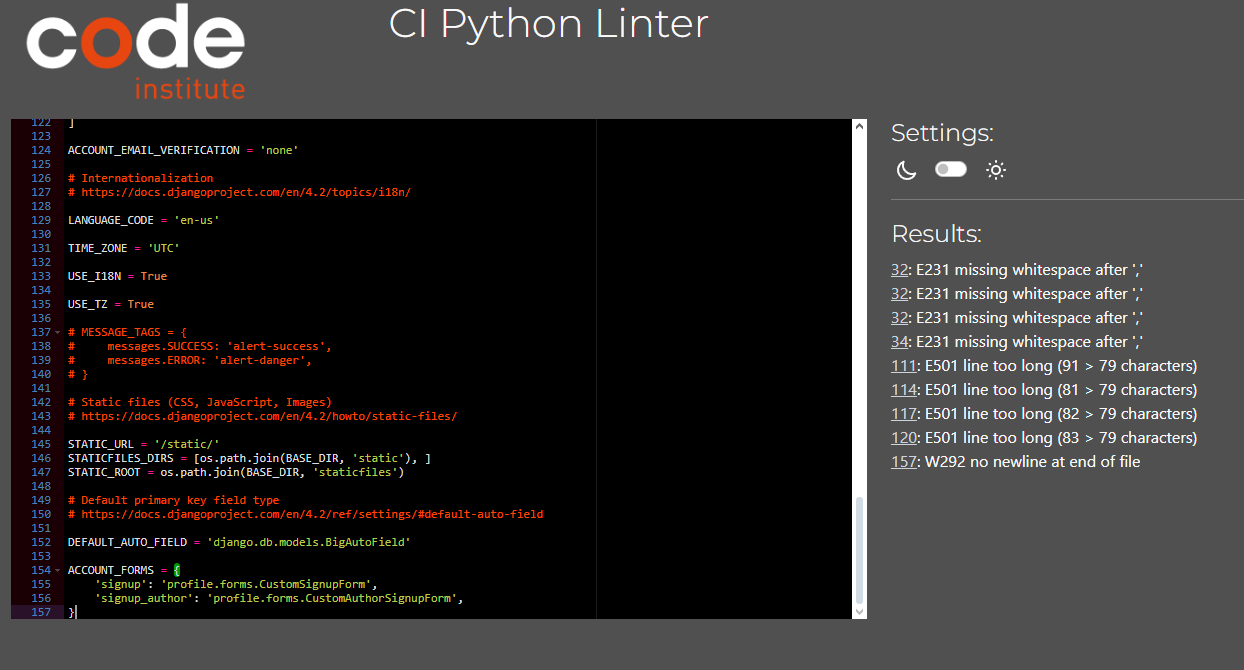 code
institute
CI Python Linter
122 ]
123
124 ACCOUNT_EMAIL_VERIFICATION = 'none'
125
126 # Internationalization
127 # https://docs.djangoproject.com/en/4.2/topics/i18n/
128
129 LANGUAGE_CODE = 'en-us'
130
131 TIME_ZONE = 'UTC'
132
133 USE_I18N = True
134
135 USE_TZ = True
136
137 # MESSAGE_TAGS = {
138 #     messages.SUCCESS: 'alert-success',
139 #     messages.ERROR: 'alert-danger',
140 # }
141
142 # Static files (CSS, JavaScript, Images)
143 # https://docs.djangoproject.com/en/4.2/howto/static-files/
144
145 STATIC_URL = '/static/'
146 STATICFILES_DIRS = [os.path.join(BASE_DIR, 'static'), ]
147 STATIC_ROOT = os.path.join(BASE_DIR, 'staticfiles')
148
149 # Default primary key field type
150 # https://docs.djangoproject.com/en/4.2/ref/settings/#default-auto-field
151
152 DEFAULT_AUTO_FIELD = 'django.db.models.BigAutoField'
153
154 ACCOUNT_FORMS = {
155     'signup': 'profile.forms.CustomSignupForm',
156     'signup_author': 'profile.forms.CustomAuthorSignupForm',
157 }
Settings:
Results:
32: E231 missing whitespace after ','
32: E231 missing whitespace after ','
32: E231 missing whitespace after ','
34: E231 missing whitespace after ','
111: E501 line too long (91 > 79 characters)
114: E501 line too long (81 > 79 characters)
117: E501 line too long (82 > 79 characters)
120: E501 line too long (83 > 79 characters)
157: W292 no newline at end of file